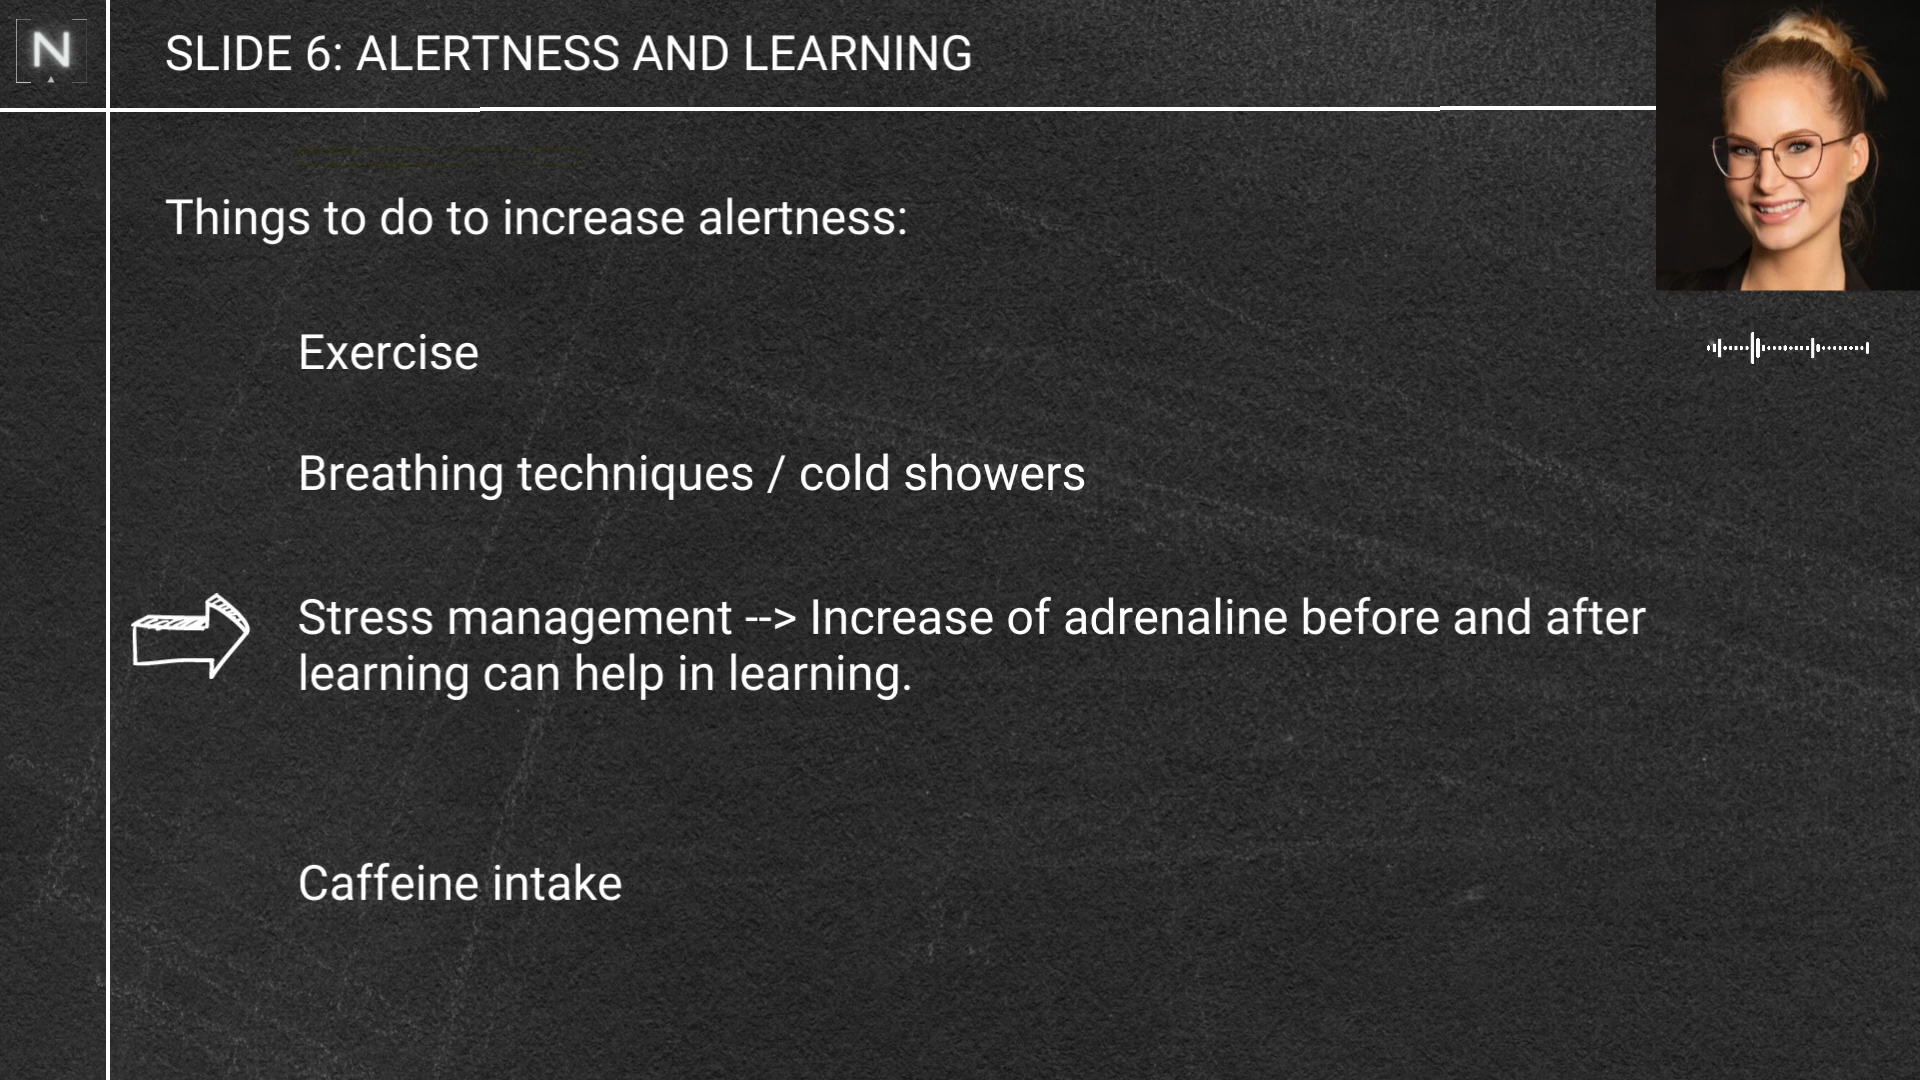 N
SLIDE 6: ALERTNESS AND LEARNING
Things to do to increase alertness:
Exercise
Breathing techniques / cold showers
Stress management --> Increase of adrenaline before and after
learning can help in learning.
Caffeine intake